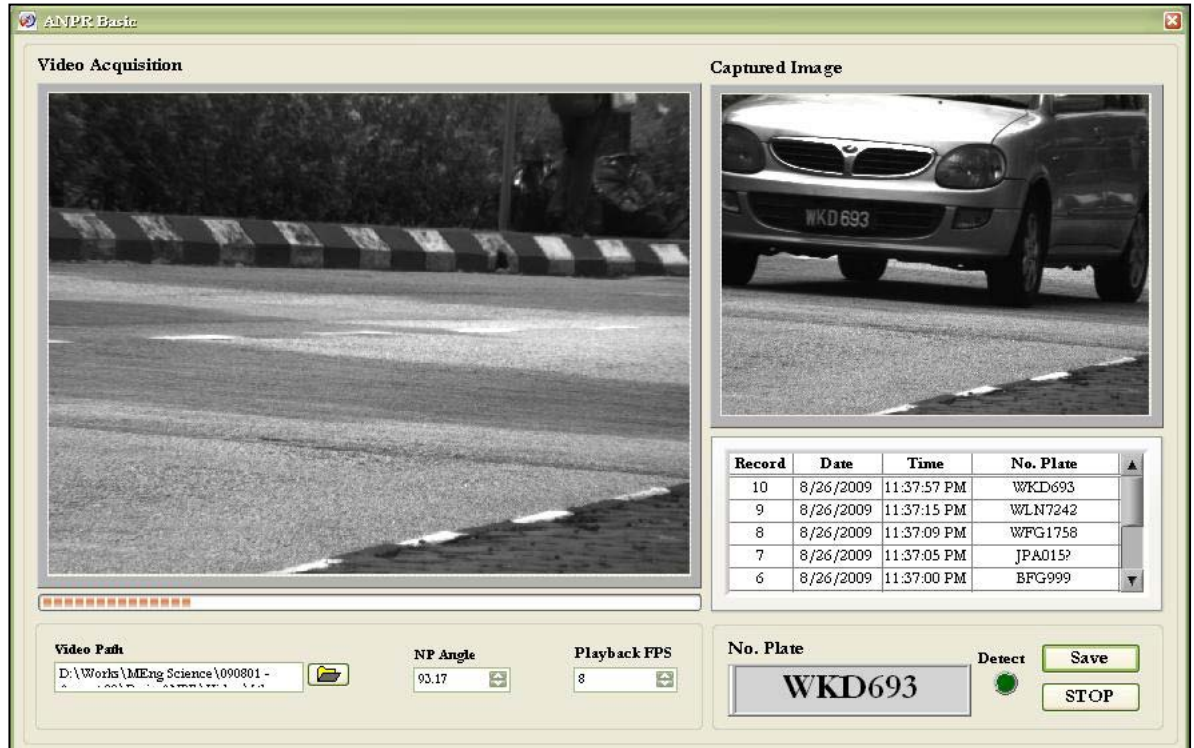 ANPR Basic
Video Acquisition
Captured Image
WKD 693
Record Date Time No. Plate
10 8/26/2009 11:37:57 PM WKD693
9 8/26/2009 11:37:15 PM WLN7242
8 8/26/2009 11:37:09 PM WFG1758
7 8/26/2009 11:37:05 PM JPA015?
6 8/26/2009 11:37:00 PM BFG999
Video Path
D:\Works\MEng Science\090801 -
NP Angle
93.17
Playback FPS
8
No. Plate
WKD693
Detect
Save
STOP